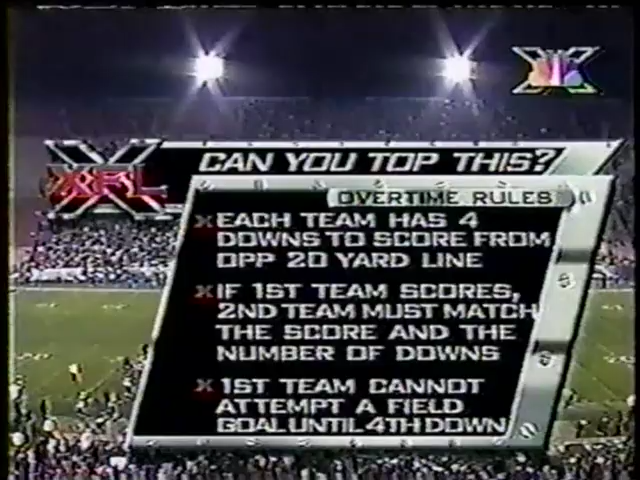 XFL
CAN YOU TOP THIS?
OVERTIME RULES
X EACH TEAM HAS 4
DOWNS TO SCORE FROM
OPP 20 YARD LINE
X IF 1ST TEAM SCORES,
2ND TEAM MUST MATCH
THE SCORE AND THE
NUMBER OF DOWNS
X 1ST TEAM CANNOT
ATTEMPT A FIELD
GOAL UNTIL 4TH DOWN